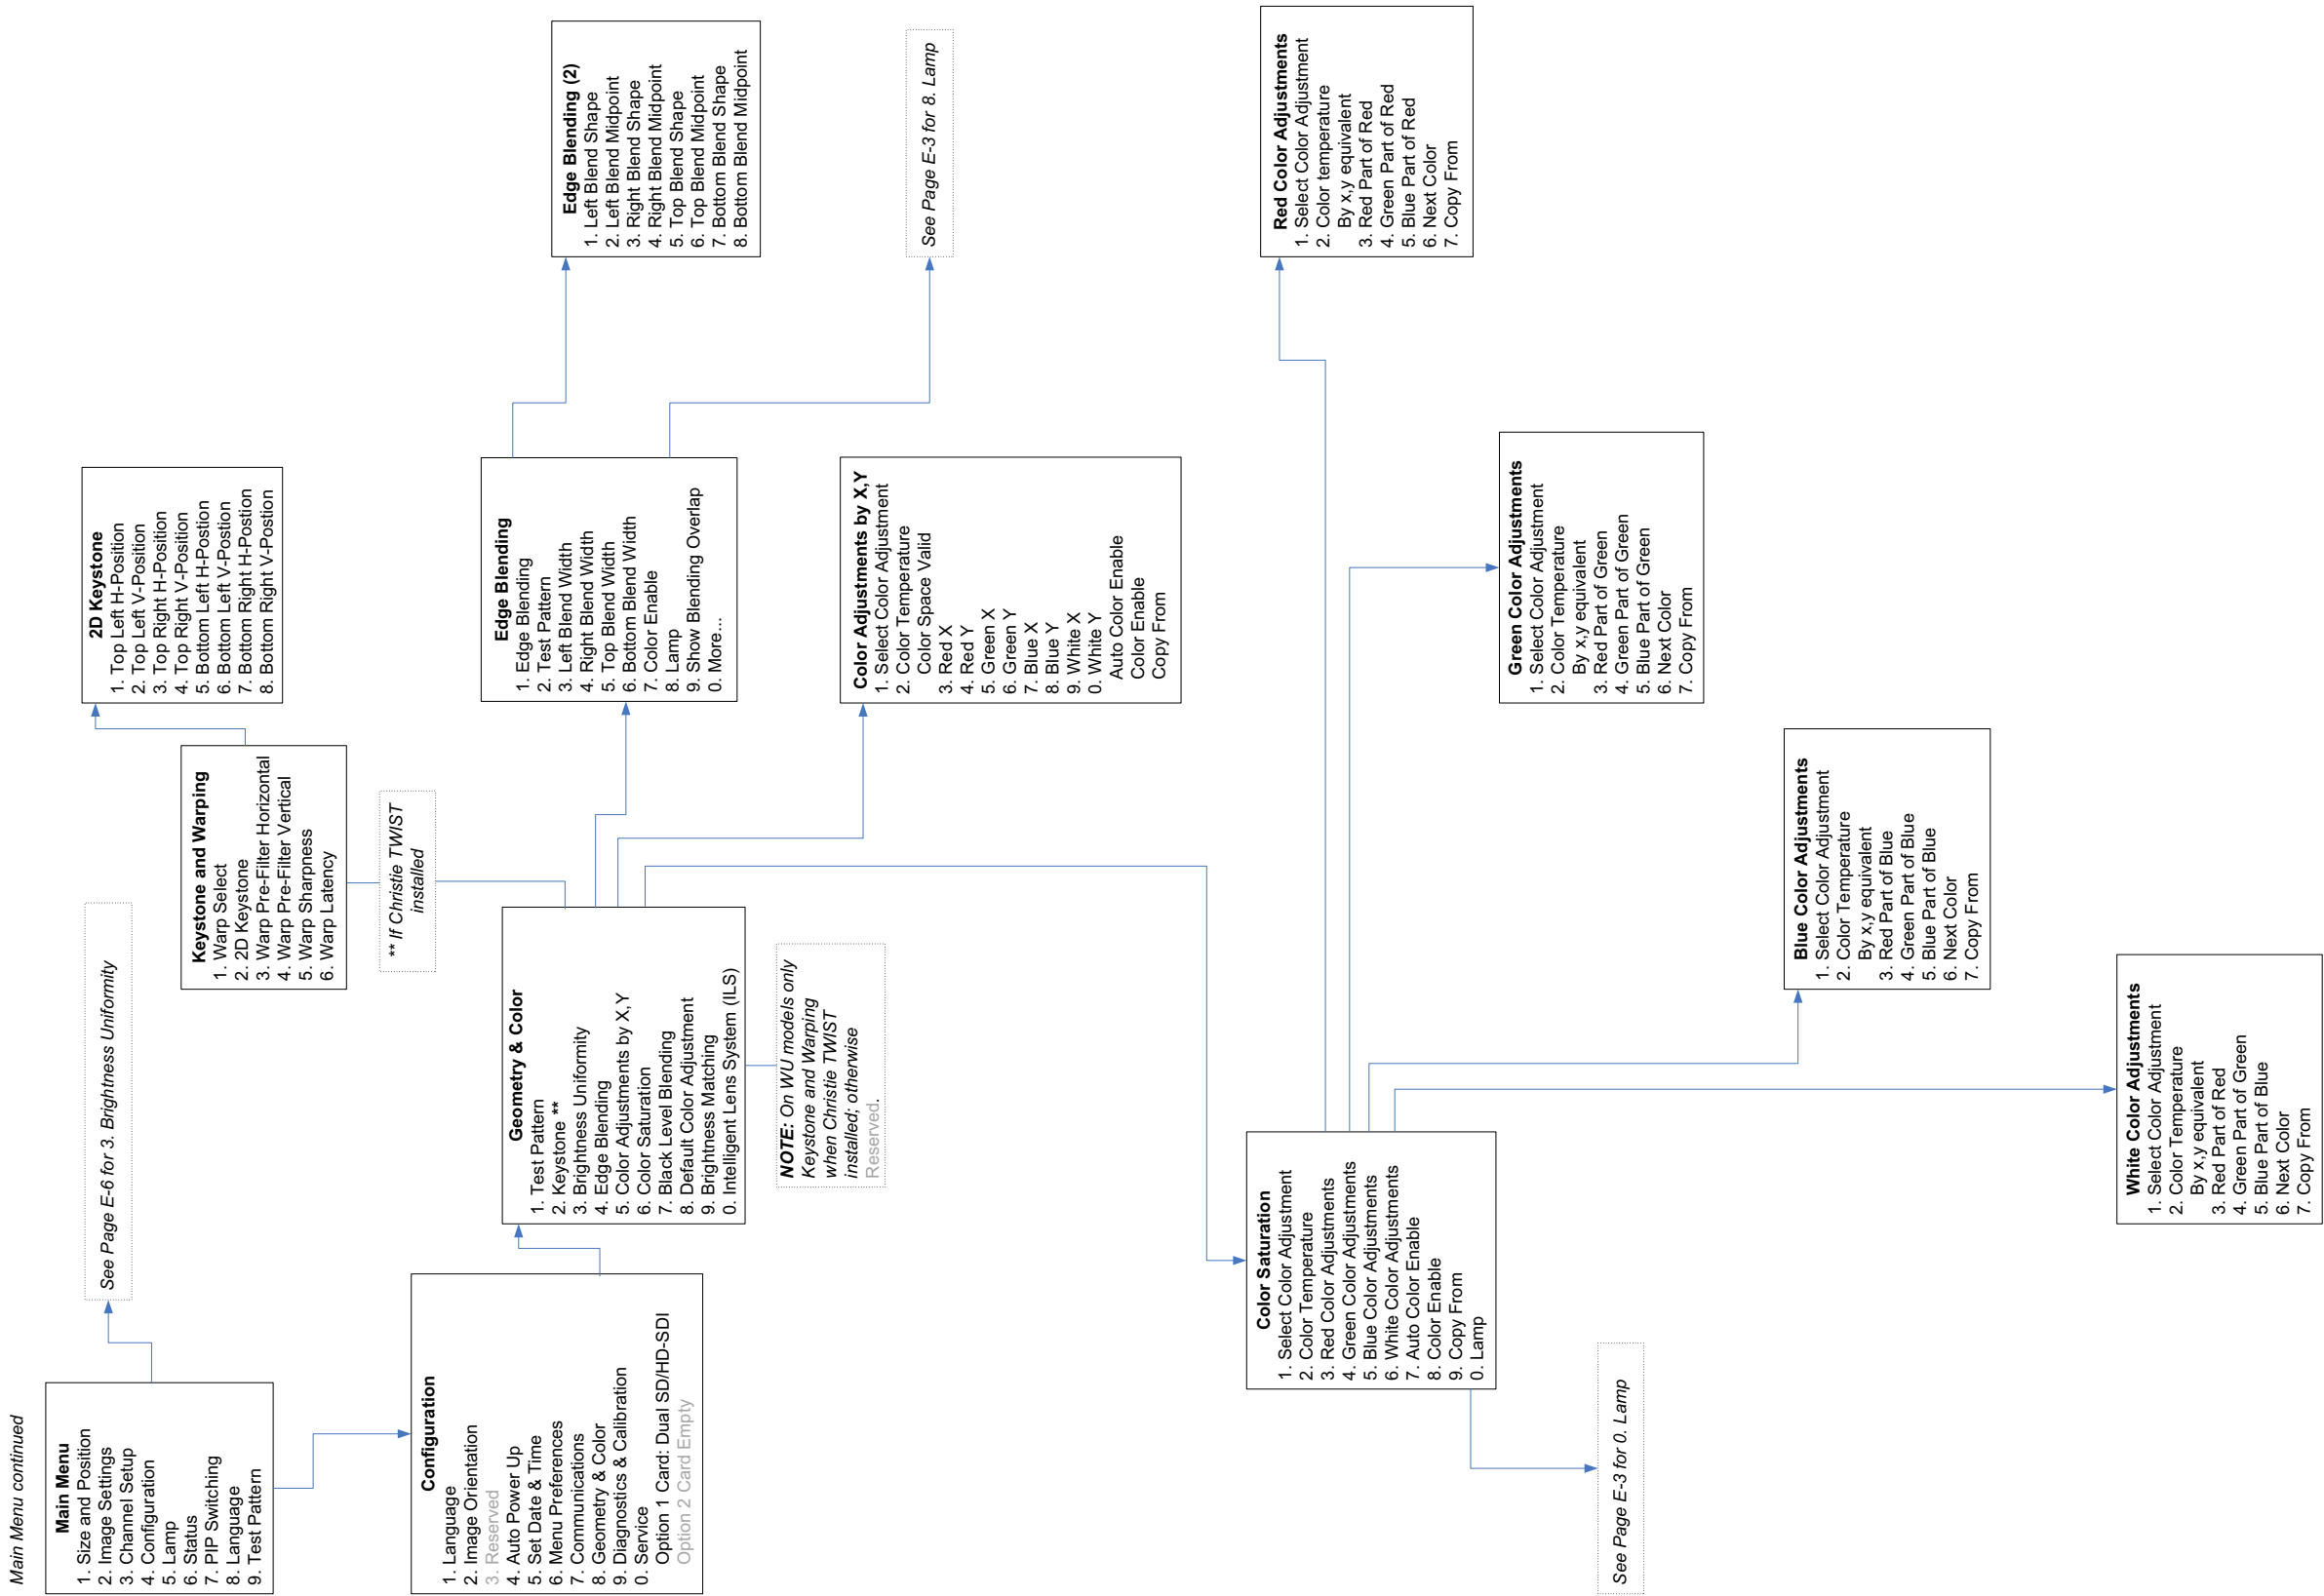 Main Menu continued
Main Menu
1. Size and Position
2. Image Settings
3. Channel Setup
4. Configuration
5. Lamp
6. Status
7. PIP Switching
8. Language
9. Test Pattern
See Page E-6 for 3. Brightness Uniformity
Configuration
1. Language
2. Image Orientation
3. Reserved
4. Auto Power Up
5. Set Date & Time
6. Menu Preferences
7. Communications
8. Geometry & Color
9. Diagnostics & Calibration
0. Service
Option 1 Card: Dual SD/HD-SDI
Option 2 Card Empty
Keystone and Warping
1. Warp Select
2. 2D Keystone
3. Warp Pre-Filter Horizontal
4. Warp Pre-Filter Vertical
5. Warp Sharpness
6. Warp Latency
2D Keystone
1. Top Left H-Position
2. Top Left V-Position
3. Top Right H-Position
4. Top Right V-Position
5. Bottom Left H-Postion
6. Bottom Left V-Postion
7. Bottom Right H-Postion
8. Bottom Right V-Postion
** If Christie TWIST
installed
Geometry & Color
1. Test Pattern
2. Keystone **
3. Brightness Uniformity
4. Edge Blending
5. Color Adjustments by X,Y
6. Color Saturation
7. Black Level Blending
8. Default Color Adjustment
9. Brightness Matching
0. Intelligent Lens System (ILS)
NOTE: On WU models only
Keystone and Warping
when Christie TWIST
installed; otherwise
Reserved.
Edge Blending
1. Edge Blending
2. Test Pattern
3. Left Blend Width
4. Right Blend Width
5. Top Blend Width
6. Bottom Blend Width
7. Color Enable
8. Lamp
9. Show Blending Overlap
0. More...
Edge Blending (2)
1. Left Blend Shape
2. Left Blend Midpoint
3. Right Blend Shape
4. Right Blend Midpoint
5. Top Blend Shape
6. Top Blend Midpoint
7. Bottom Blend Shape
8. Bottom Blend Midpoint
See Page E-3 for 8. Lamp
Color Adjustments by X,Y
1. Select Color Adjustment
2. Color Temperature
Color Space Valid
3. Red X
4. Red Y
5. Green X
6. Green Y
7. Blue X
8. Blue Y
9. White X
0. White Y
Auto Color Enable
Color Enable
Copy From
Color Saturation
1. Select Color Adjustment
2. Color Temperature
3. Red Color Adjustments
4. Green Color Adjustments
5. Blue Color Adjustments
6. White Color Adjustments
7. Auto Color Enable
8. Color Enable
9. Copy From
0. Lamp
See Page E-3 for 0. Lamp
Red Color Adjustments
1. Select Color Adjustment
2. Color temperature
By x,y equivalent
3. Red Part of Red
4. Green Part of Red
5. Blue Part of Red
6. Next Color
7. Copy From
Green Color Adjustments
1. Select Color Adjustment
2. Color Temperature
By x,y equivalent
3. Red Part of Green
4. Green Part of Green
5. Blue Part of Green
6. Next Color
7. Copy From
Blue Color Adjustments
1. Select Color Adjustment
2. Color Temperature
By x,y equivalent
3. Red Part of Blue
4. Green Part of Blue
5. Blue Part of Blue
6. Next Color
7. Copy From
White Color Adjustments
1. Select Color Adjustment
2. Color Temperature
By x,y equivalent
3. Red Part of Red
4. Green Part of Green
5. Blue Part of Blue
6. Next Color
7. Copy From